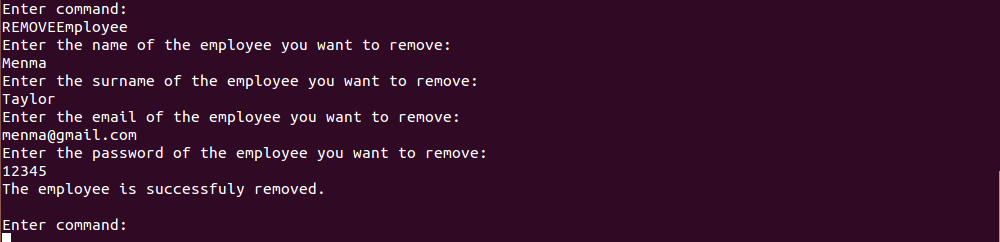 Enter command:
REMOVEEmployee
Enter the name of the employee you want to remove:
Menma
Enter the surname of the employee you want to remove:
Taylor
Enter the email of the employee you want to remove:
menma@gmail.com
Enter the password of the employee you want to remove:
12345
The employee is successfuly removed.
Enter command: